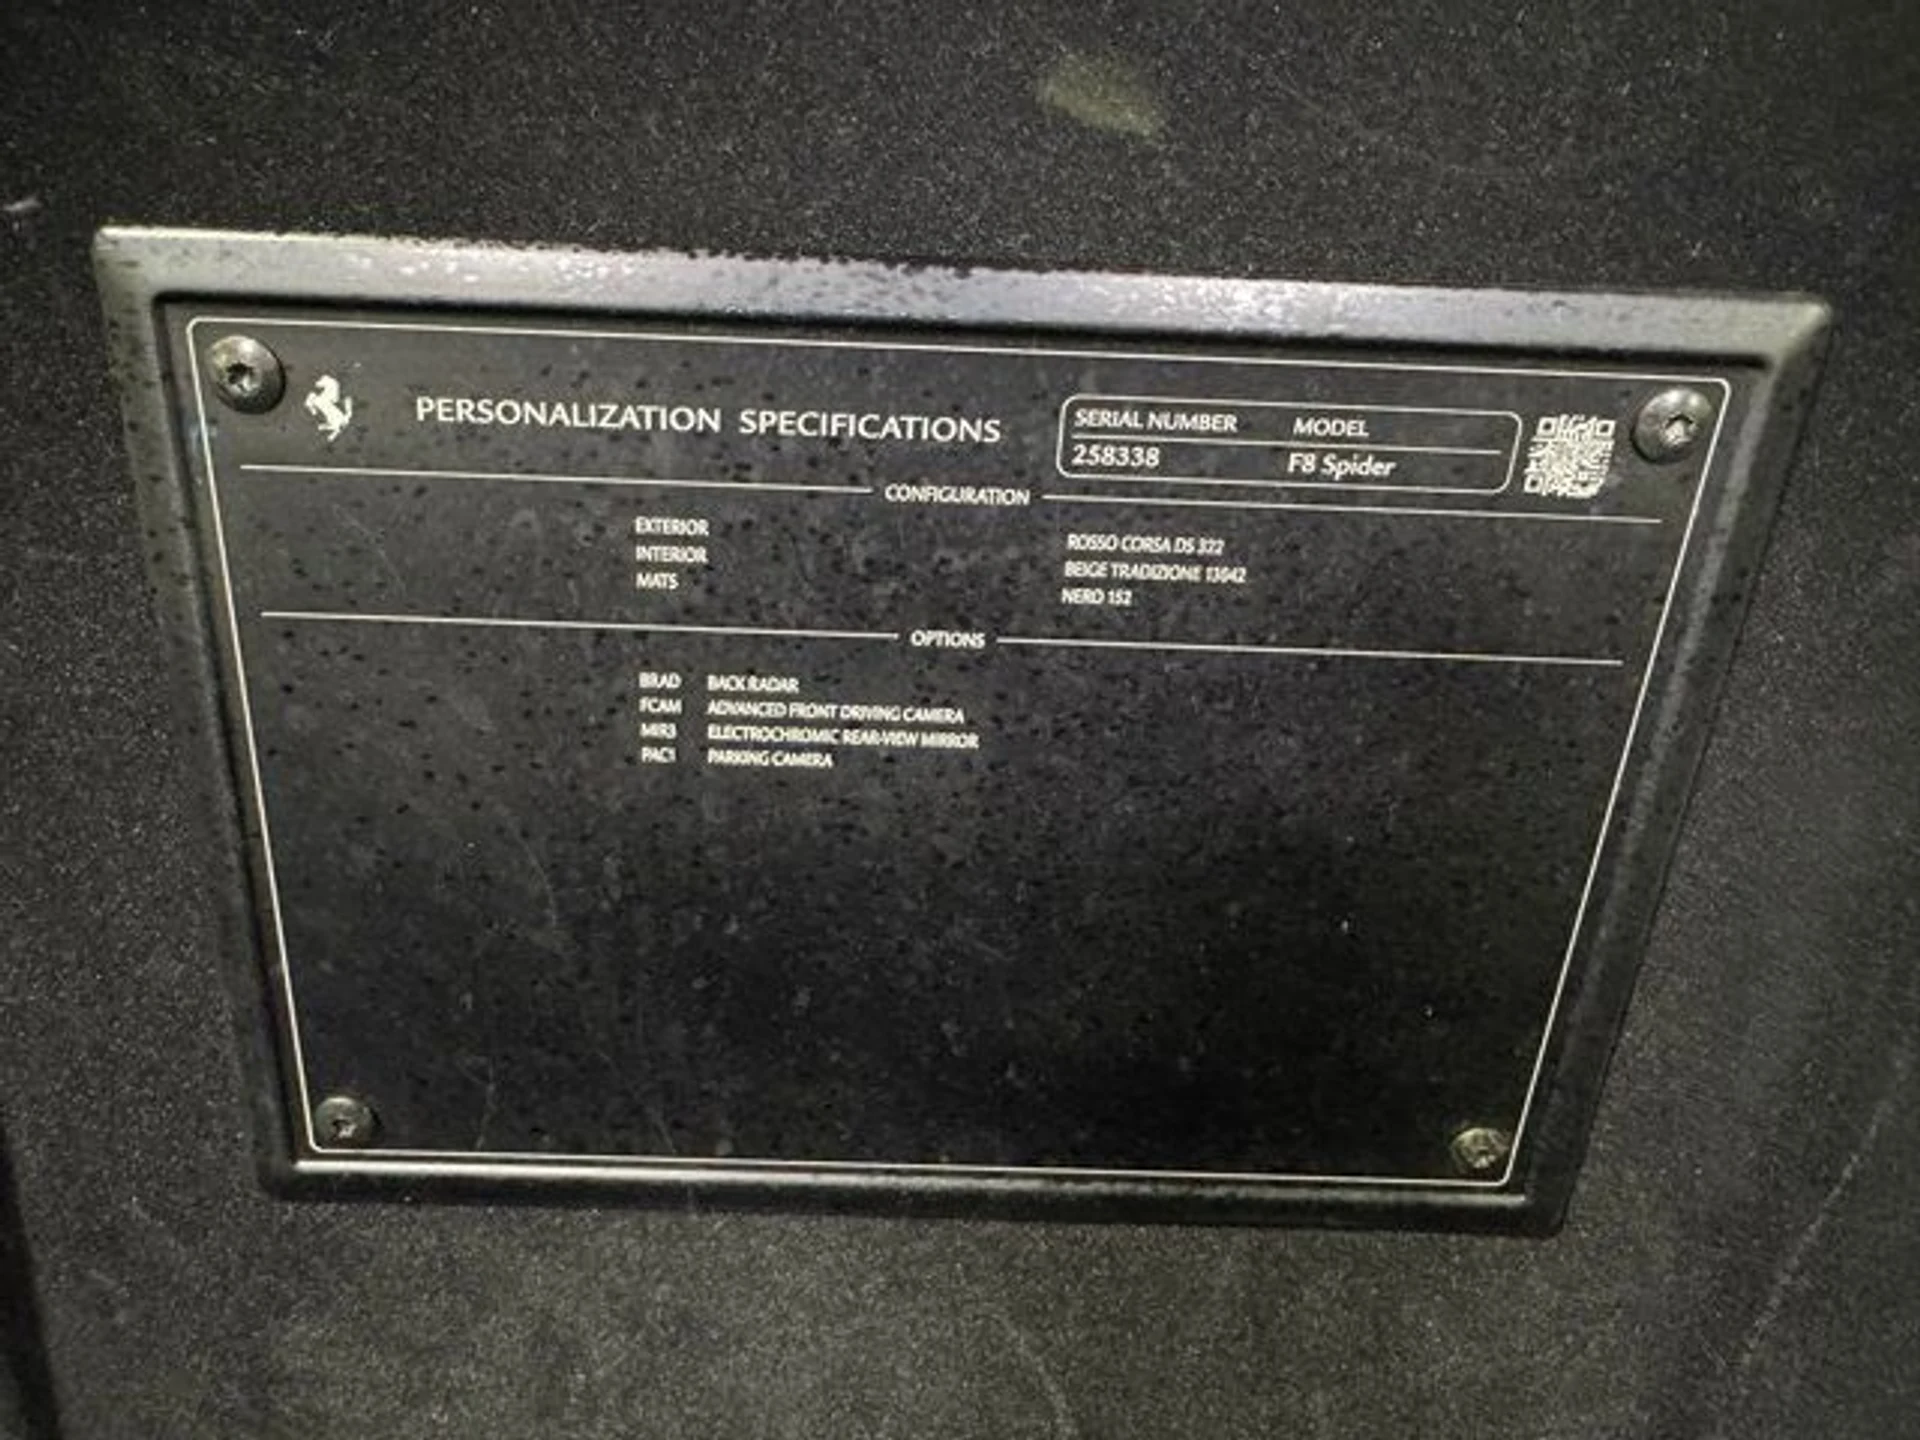 PERSONALIZATION SPECIFICATIONS
SERIAL NUMBER MODEL
258338 F8 Spider
CONFIGURATION
EXTERIOR ROSSO CORSA DS 322
INTERIOR BEIGE TRADIZIONE 13042
MATS NERO 152
OPTIONS
BRAD BACK RADAR
FCAM ADVANCED FRONT DRIVING CAMERA
MIR3 ELECTROCHROMIC REAR-VIEW MIRROR
PAC1 PARKING CAMERA